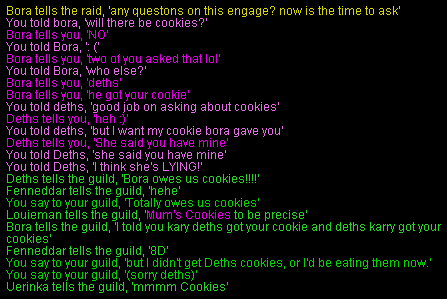 Bora tells the raid, 'any questons on this engage? now is the time to ask'
You told bora, 'will there be cookies?'
Bora tells you, 'NO'
You told Bora, ': ('
Bora tells you, 'two of you asked that lol'
You told Bora, 'who else?'
Bora tells you, 'deths'
Bora tells you, 'he got your cookie'
You told deths, 'good job on asking about cookies'
Deths tells you, 'heh :)'
You told deths, 'but I want my cookie bora gave you'
Deths tells you, 'She said you have mine'
You told Deths, 'she said you have mine'
You told Deths, 'I think she's LYING!'
Deths tells the guild, 'Bora owes us cookies!!!!'
Fenneddar tells the guild, 'hehe'
You say to your guild, 'Totally owes us cookies'
Louieman tells the guild, 'Mum's Cookies to be precise'
Bora tells the guild, 'I told you kary deths got your cookie and deths karry got your
cookies'
Fenneddar tells the guild, '8D'
You say to your guild, 'but I didn't get Deths cookies, or I'd be eating them now.'
You say to your guild, '(sorry deths)'
Uerinka tells the guild, 'mmmm Cookies'